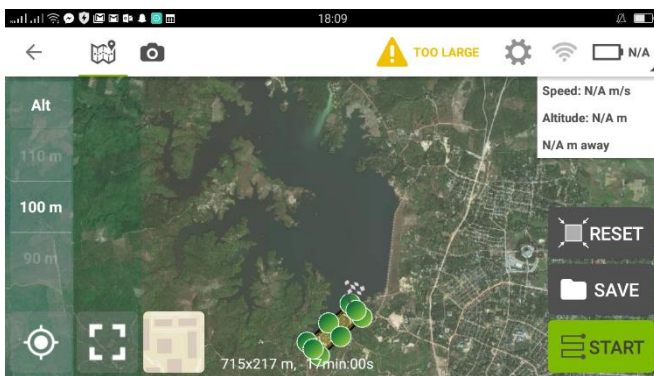 18:09
TOO LARGE
N/A
Speed: N/A m/s
Altitude: N/A m
N/A m away
Alt
110 m
100 m
90 m
RESET
SAVE
START
715x217 m, 17min:00s